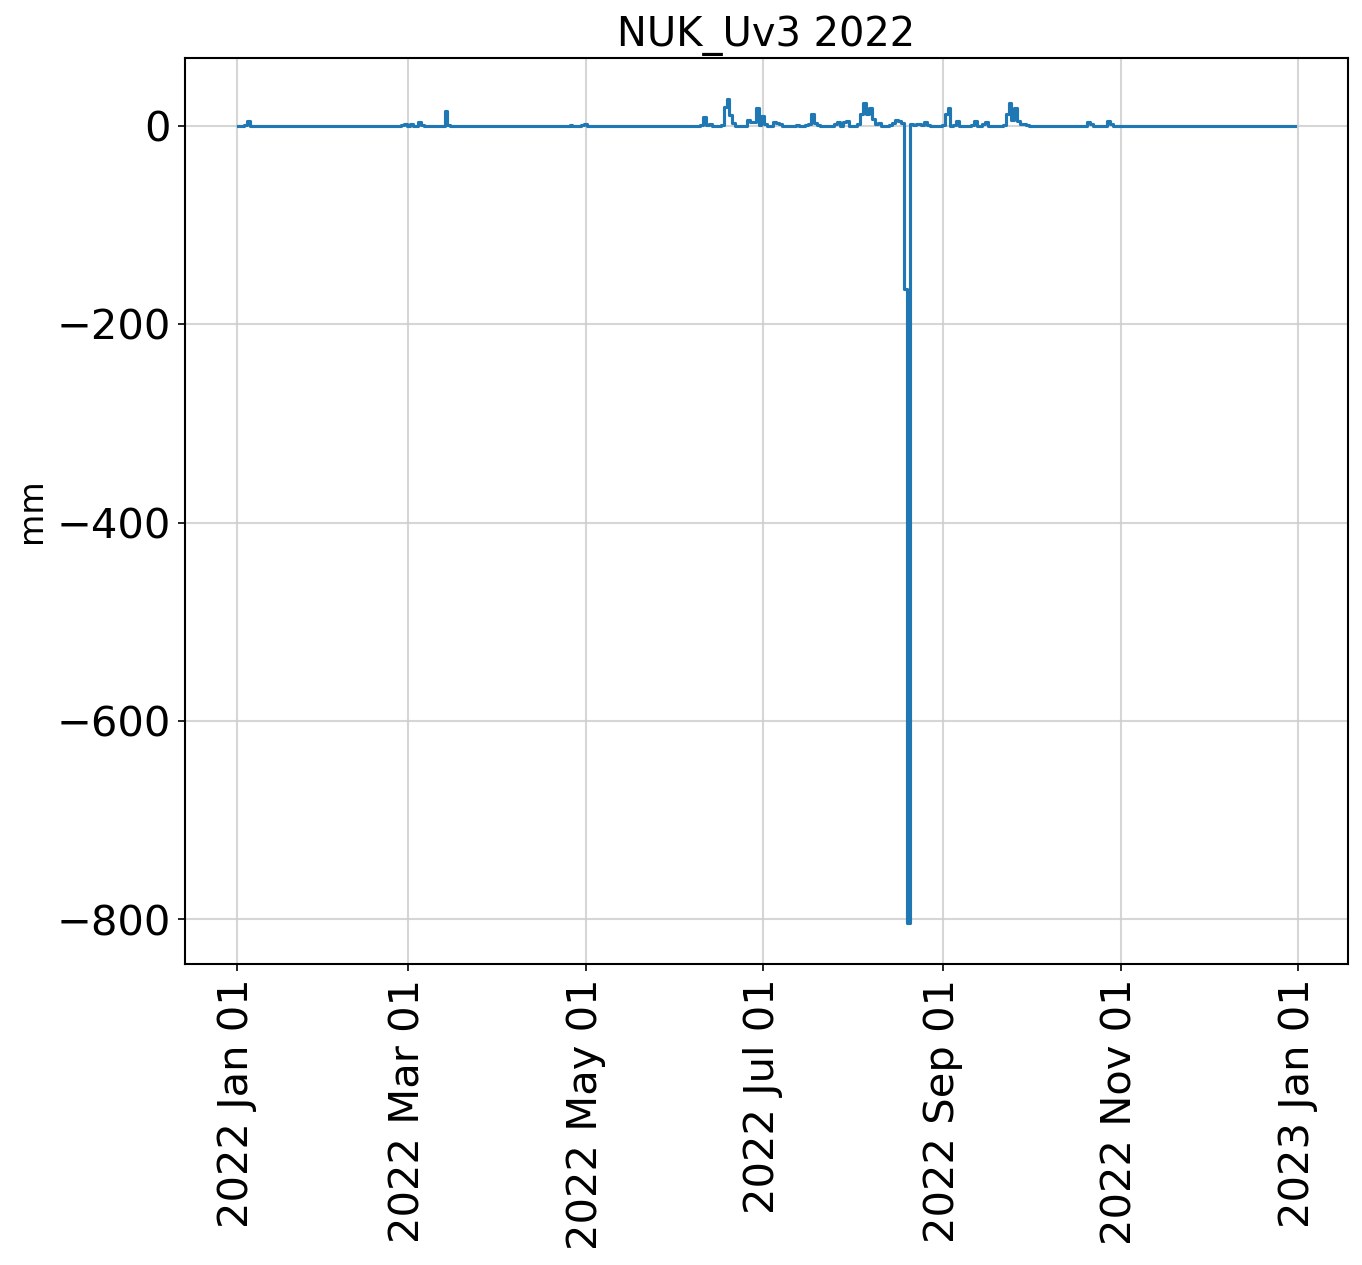 NUK_Uv3 2022
mm
0
−200
−400
−600
−800
2022 Jan 01
2022 Mar 01
2022 May 01
2022 Jul 01
2022 Sep 01
2022 Nov 01
2023 Jan 01